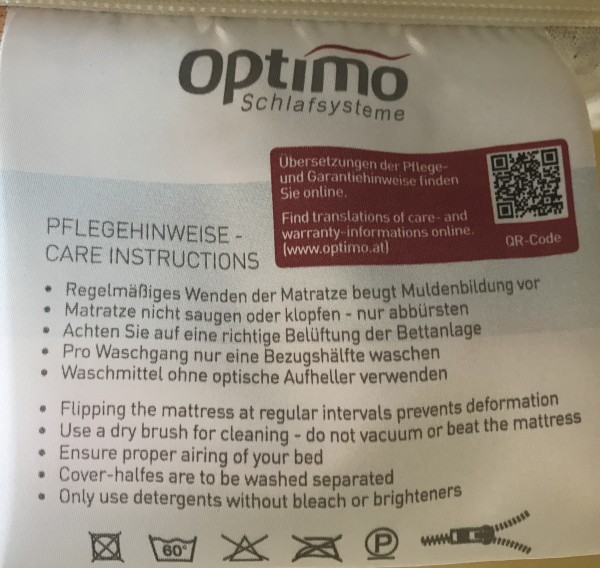 optimo
Schlafsysteme
Übersetzungen der Pflege-
und Garantiehinweise finden
Sie online.
Find translations of care- and
warranty-informations online.
(www.optimo.at)
QR-Code
PFLEGEHINWEISE -
CARE INSTRUCTIONS
• Regelmäßiges Wenden der Matratze beugt Muldenbildung vor
• Matratze nicht saugen oder klopfen - nur abbürsten
• Achten Sie auf eine richtige Belüftung der Bettanlage
• Pro Waschgang nur eine Bezugshälfte waschen
• Waschmittel ohne optische Aufheller verwenden
• Flipping the mattress at regular intervals prevents deformation
• Use a dry brush for cleaning - do not vacuum or beat the mattress
• Ensure proper airing of your bed
• Cover-halfes are to be washed separated
• Only use detergents without bleach or brighteners
60° P